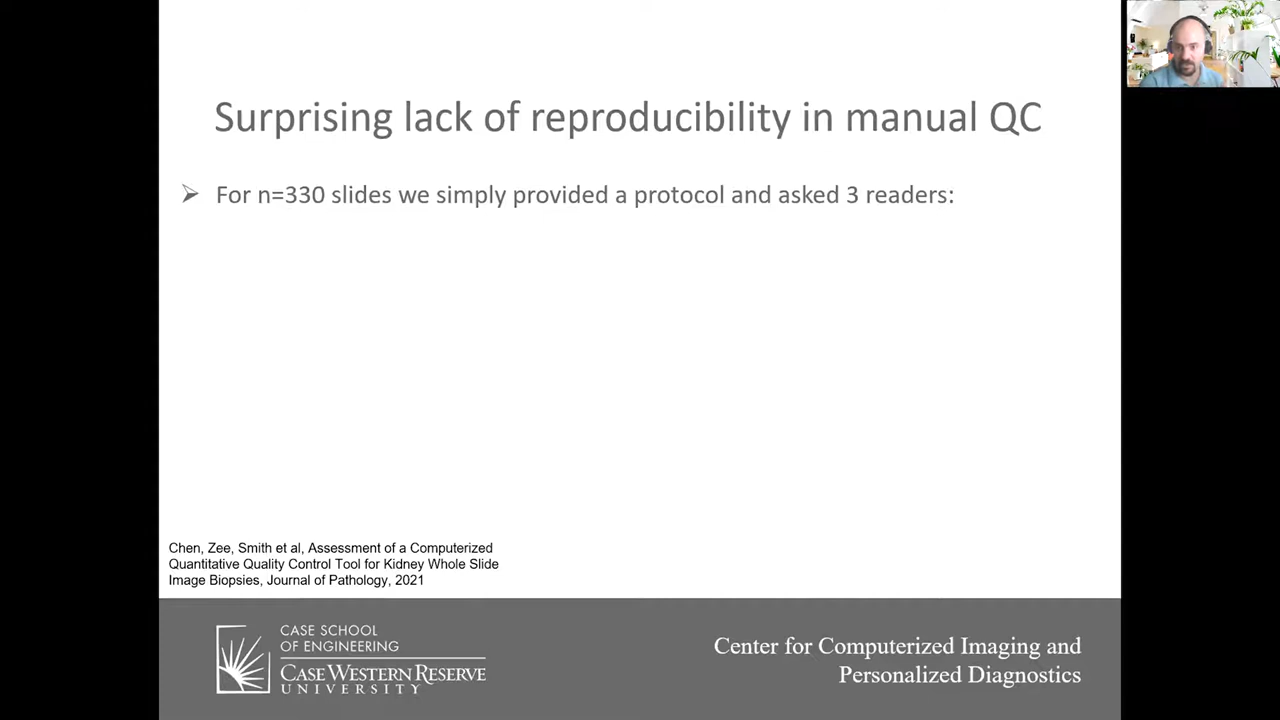 Surprising lack of reproducibility in manual QC
➢ For n=330 slides we simply provided a protocol and asked 3 readers:
Chen, Zee, Smith et al, Assessment of a Computerized
Quantitative Quality Control Tool for Kidney Whole Slide
Image Biopsies, Journal of Pathology, 2021
CASE SCHOOL
OF ENGINEERING
CASE WESTERN RESERVE
UNIVERSITY
Center for Computerized Imaging and
Personalized Diagnostics